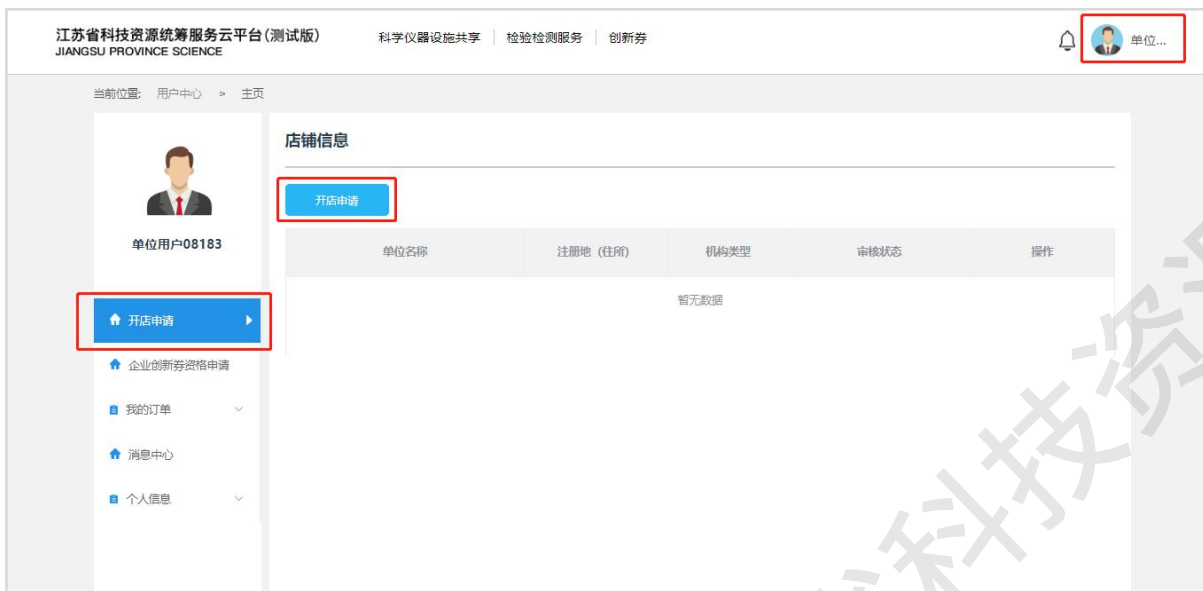 江苏省科技资源统筹服务云平台(测试版) 科学仪器设施共享 检验检测服务 创新券 单位...
JIANGSU PROVINCE SCIENCE
当前位置: 用户中心 > 主页
单位用户08183
开店申请
企业创新券资格申请
我的订单
消息中心
个人信息
店铺信息
开店申请
单位名称 注册地（住所） 机构类型 审核状态 操作
暂无数据
科技资